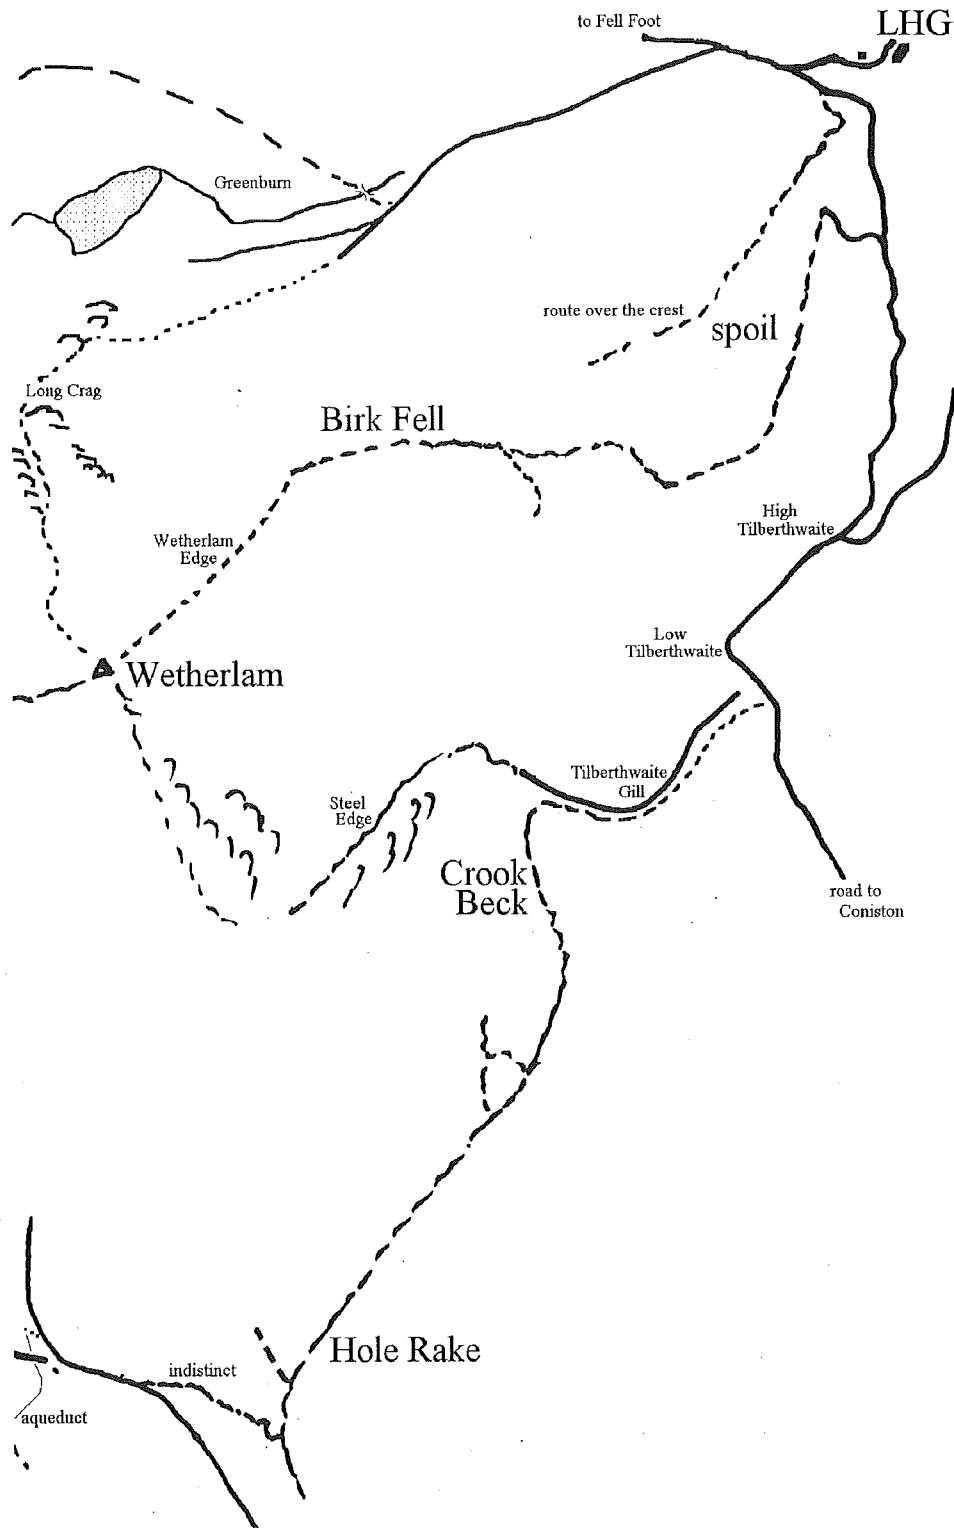 to Fell Foot
LHG
Greenburn
route over the crest
spoil
Long Crag
Birk Fell
High
Tilberthwaite
Wetherlam
Edge
Low
Tilberthwaite
Wetherlam
Tilberthwaite
Gill
Steel
Edge
Crook
Beck
road to
Coniston
Hole Rake
indistinct
aqueduct